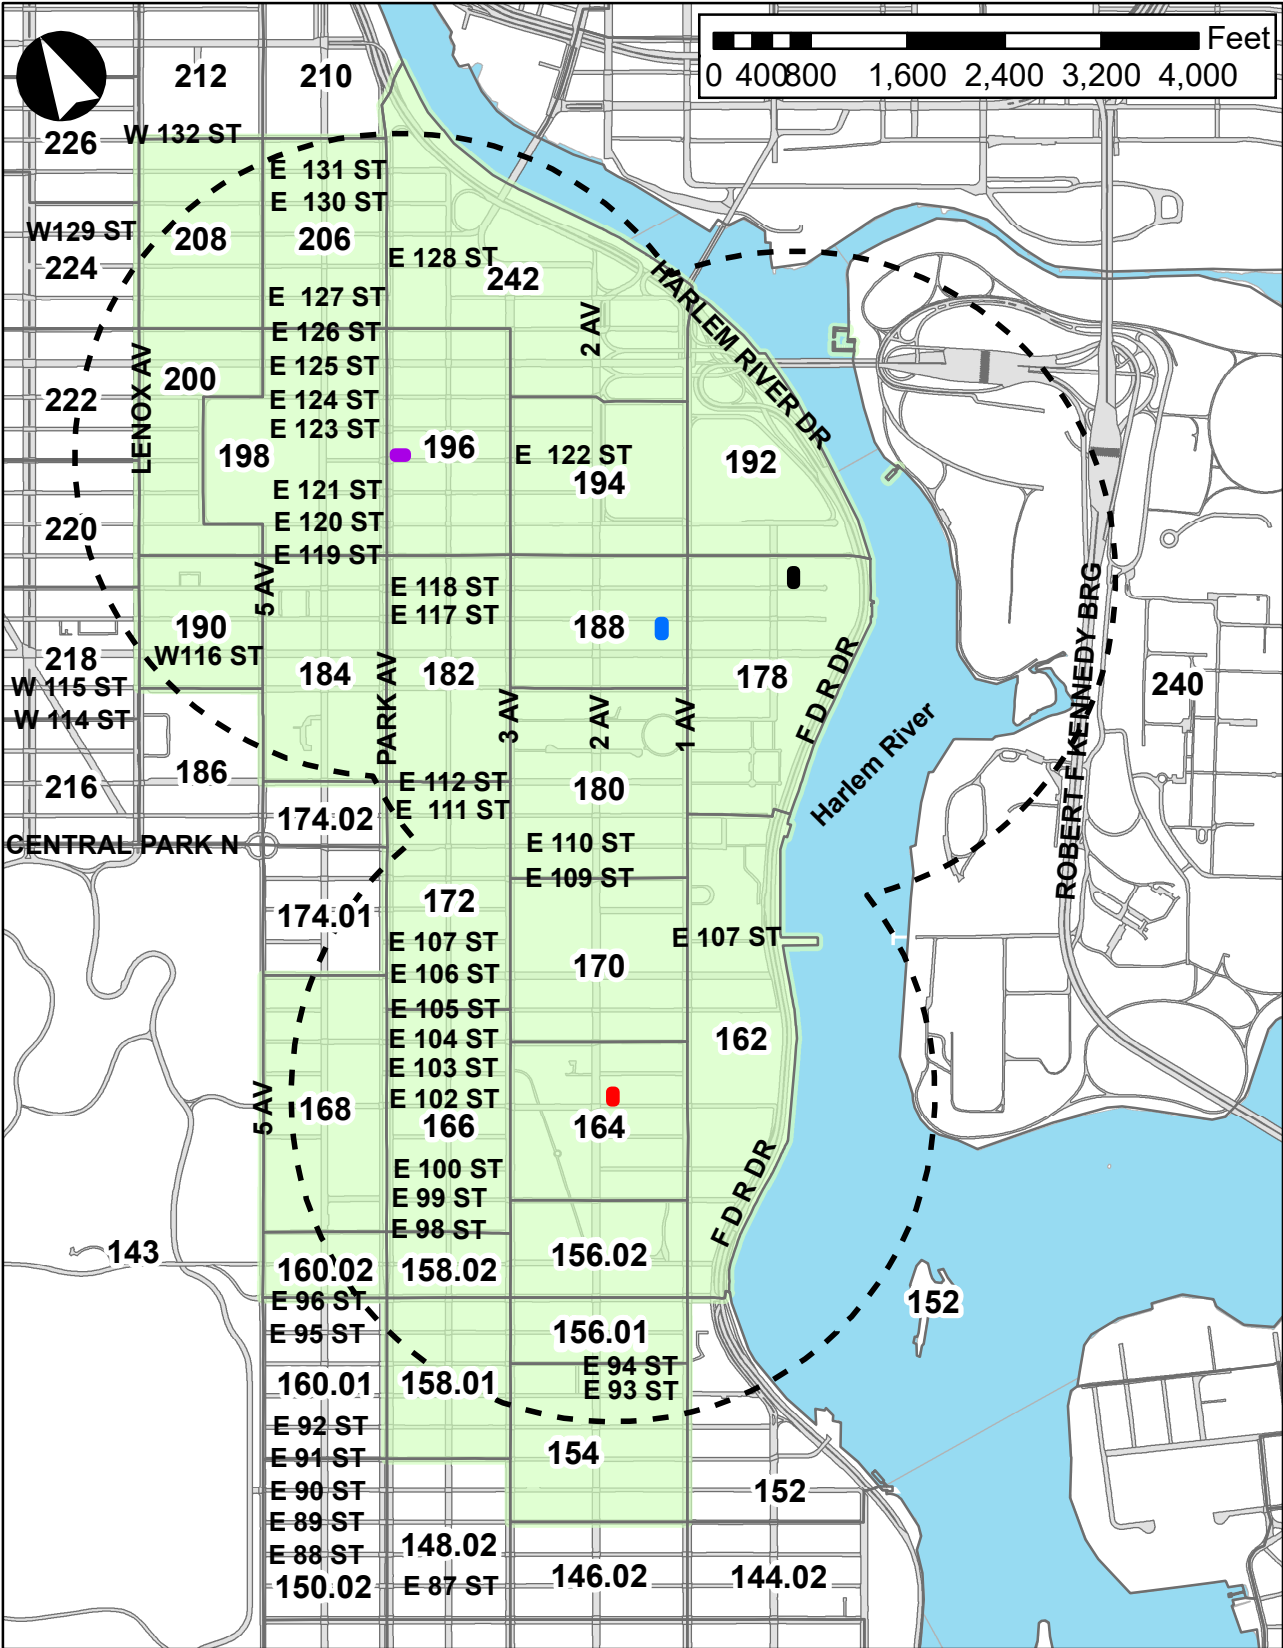 Feet
0 400 800 1,600 2,400 3,200 4,000
212
210
226
W 132 ST
E 131 ST
E 130 ST
W129 ST
208
206
224
E 128 ST
242
HARLEM RIVER DR
E 127 ST
2 AV
E 126 ST
LENOX AV
200
E 125 ST
222
E 124 ST
E 123 ST
198
196
E 122 ST
194
192
E 121 ST
220
E 120 ST
E 119 ST
5 AV
E 118 ST
E 117 ST
190
188
218
W116 ST
184
182
178
W 115 ST
W 114 ST
PARK AV
3 AV
2 AV
1 AV
F D R DR
Harlem River
ROBERT F KENNEDY BRG
240
216
186
E 112 ST
180
E 111 ST
174.02
CENTRAL PARK N
E 110 ST
E 109 ST
172
174.01
E 107 ST
E 107 ST
170
E 106 ST
E 105 ST
162
E 104 ST
E 103 ST
5 AV
168
E 102 ST
166
164
E 100 ST
E 99 ST
F D R DR
E 98 ST
143
160.02
158.02
156.02
152
E 96 ST
E 95 ST
156.01
E 94 ST
160.01
158.01
E 93 ST
E 92 ST
E 91 ST
154
E 90 ST
152
E 89 ST
E 88 ST
148.02
150.02
E 87 ST
146.02
144.02